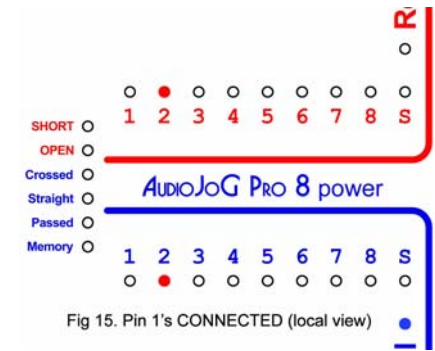 R
1 2 3 4 5 6 7 8 S
SHORT
OPEN
Crossed
Straight
Passed
Memory
AUDIOJOG PRO 8 power
1 2 3 4 5 6 7 8 S
Fig 15. Pin 1's CONNECTED (local view)